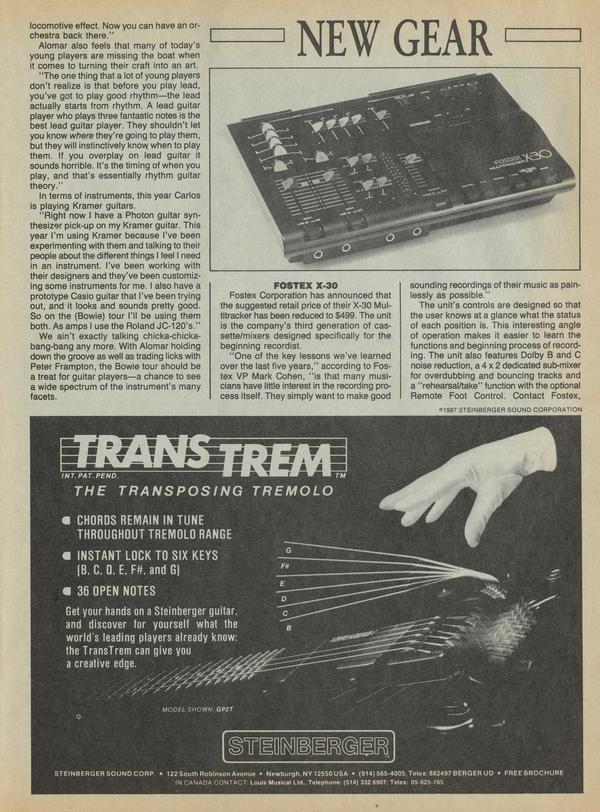 locomotive effect. Now you can have an or-
chestra back there."
Alomar also feels that many of today's
young players are missing the boat when
it comes to turning their craft into an art.
"The one thing that a lot of young players
don't realize is that before you play lead,
you've got to play good rhythm—the lead
actually starts from rhythm. A lead guitar
player who plays three fantastic notes is the
best lead guitar player. They shouldn't let
you know where they're going to play them,
but they will instinctively know when to play
them. If you overplay on lead guitar it
sounds horrible. It's the timing of when you
play, and that's essentially rhythm guitar
theory."
In terms of instruments, this year Carlos
is playing Kramer guitars.
"Right now I have a Photon guitar syn-
thesizer pick-up on my Kramer guitar. This
year I'm using Kramer because I've been
experimenting with them and talking to their
people about the different things I feel I need
in an instrument. I've been working with
their designers and they've been customiz-
ing some instruments for me. I also have a
prototype Casio guitar that I've been trying
out, and it looks and sounds pretty good.
So on the (Bowie) tour I'll be using them
both. As amps I use the Roland JC-120's."
We ain't exactly talking chicka-chicka-
bang-bang any more. With Alomar holding
down the groove as well as trading licks with
Peter Frampton, the Bowie tour should be
a treat for guitar players—a chance to see
a wide spectrum of the instrument's many
facets.
NEW GEAR
FOSTEX X-30
FOSTEX X-30
Fostex Corporation has announced that
the suggested retail price of their X-30 Mul-
titracker has been reduced to $499. The unit
is the company's third generation of cas-
sette/mixers designed specifically for the
beginning recordist.
"One of the key lessons we've learned
over the last five years," according to Fos-
tex VP Mark Cohen, "is that many musi-
cians have little interest in the recording pro-
cess itself. They simply want to make good
sounding recordings of their music as pain-
lessly as possible."
The unit's controls are designed so that
the user knows at a glance what the status
of each position is. This interesting angle
of operation makes it easier to learn the
functions and beginning process of record-
ing. The unit also features Dolby B and C
noise reduction, a 4 x 2 dedicated sub-mixer
for overdubbing and bouncing tracks and
a "rehearsal/take" function with the optional
Remote Foot Control. Contact Fostex,
©1987 STEINBERGER SOUND CORPORATION
TRANSTREM™
INT. PAT. PEND.
THE TRANSPOSING TREMOLO
CHORDS REMAIN IN TUNE
THROUGHOUT TREMOLO RANGE
INSTANT LOCK TO SIX KEYS
(B, C, D, E, F#, and G)
36 OPEN NOTES
Get your hands on a Steinberger guitar,
and discover for yourself what the
world's leading players already know:
the TransTrem can give you
a creative edge.
G
F#
E
D
C
B
MODEL SHOWN: GP2T
STEINBERGER
STEINBERGER SOUND CORP. • 122 South Robinson Avenue • Newburgh, NY 12550 USA • (914) 565-4005, Telex: 882497 BERGER UD • FREE BROCHURE
IN CANADA CONTACT: Louis Musical Ltd., Telephone: (514) 332 6907; Telex: 05-825-785